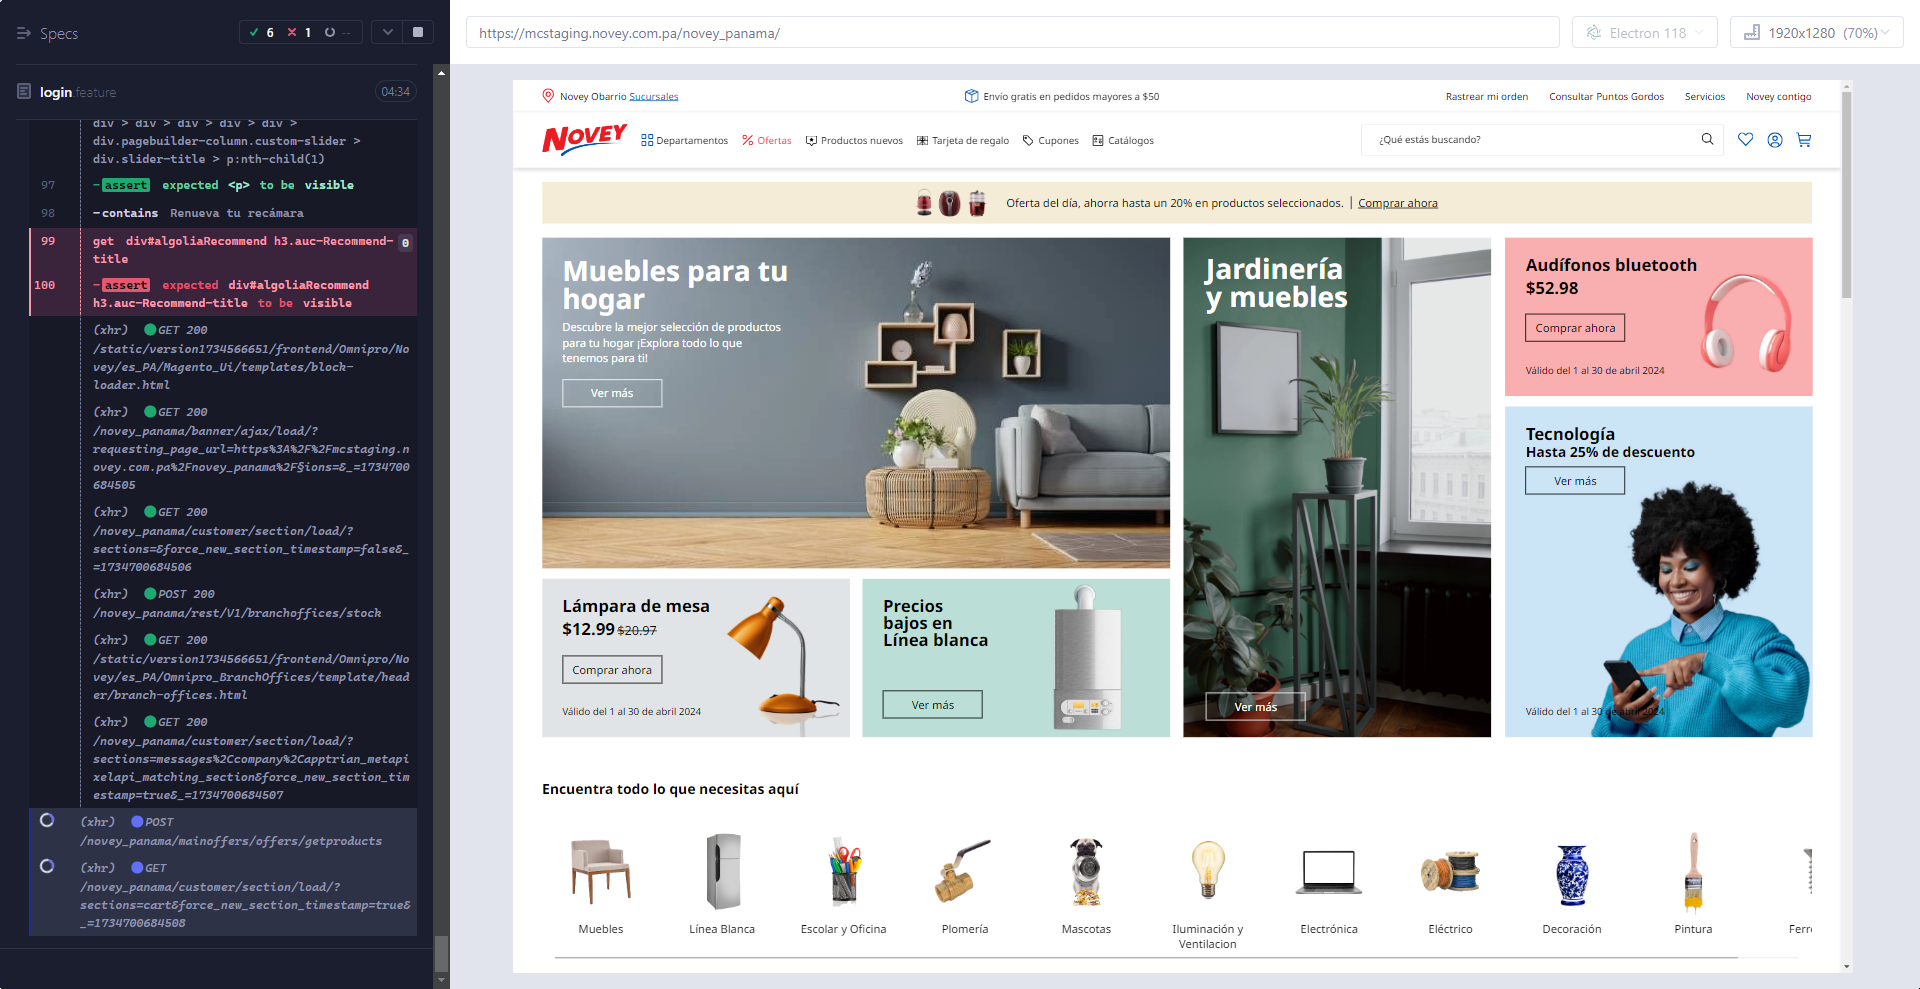 Specs
6
1
--
login.feature
04:34
div > div > div > div > div >
div.pagebuilder-column.custom-slider >
div.slider-title > p:nth-child(1)
97
-assert expected <p> to be visible
98
-contains Renueva tu recámara
99
get div#algoliaRecommend h3.auc-Recommend-title
0
100
-assert expected div#algoliaRecommend
h3.auc-Recommend-title to be visible
(xhr) GET 200
/static/version1734566651/frontend/Omnipro/No
vey/es_PA/Magento_Ui/templates/block-
loader.html
(xhr) GET 200
/novey_panama/banner/ajax/load/?
requesting_page_url=https%3A%2F%2Fmcstaging.n
ovey.com.pa%2Fnovey_panama%2F§ions=&_=1734700
684505
(xhr) GET 200
/novey_panama/customer/section/load/?
sections=&force_new_section_timestamp=false&_
=1734700684506
(xhr) POST 200
/novey_panama/rest/V1/branchoffices/stock
(xhr) GET 200
/static/version1734566651/frontend/Omnipro/No
vey/es_PA/Omnipro_BranchOffices/template/head
er/branch-offices.html
(xhr) GET 200
/novey_panama/customer/section/load/?
sections=messages%2Ccompany%2Capptrian_metapi
xelapi_matching_section&force_new_section_tim
estamp=true&_=1734700684507
(xhr) POST
/novey_panama/mainoffers/offers/getproducts
(xhr) GET
/novey_panama/customer/section/load/?
sections=cart&force_new_section_timestamp=true&
_=1734700684508
https://mcstaging.novey.com.pa/novey_panama/
Electron 118
1920x1280 (70%)
Novey Obarrio Sucursales
Envío gratis en pedidos mayores a $50
Rastrear mi orden
Consultar Puntos Gordos
Servicios
Novey contigo
NOVEY
Departamentos
Ofertas
Productos nuevos
Tarjeta de regalo
Cupones
Catálogos
¿Qué estás buscando?
Oferta del día, ahorra hasta un 20% en productos seleccionados. | Comprar ahora
Muebles para tu
hogar
Descubre la mejor selección de productos
para tu hogar ¡Explora todo lo que
tenemos para ti!
Ver más
Jardinería
y muebles
Ver más
Audífonos bluetooth
$52.98
Comprar ahora
Válido del 1 al 30 de abril 2024
Tecnología
Hasta 25% de descuento
Ver más
Válido del 1 al 30 de abril 2024
Lámpara de mesa
$12.99 $20.97
Comprar ahora
Válido del 1 al 30 de abril 2024
Precios
bajos en
Línea blanca
Ver más
Encuentra todo lo que necesitas aquí
Muebles
Línea Blanca
Escolar y Oficina
Plomería
Mascotas
Iluminación y
Ventilacion
Electrónica
Eléctrico
Decoración
Pintura
Ferre